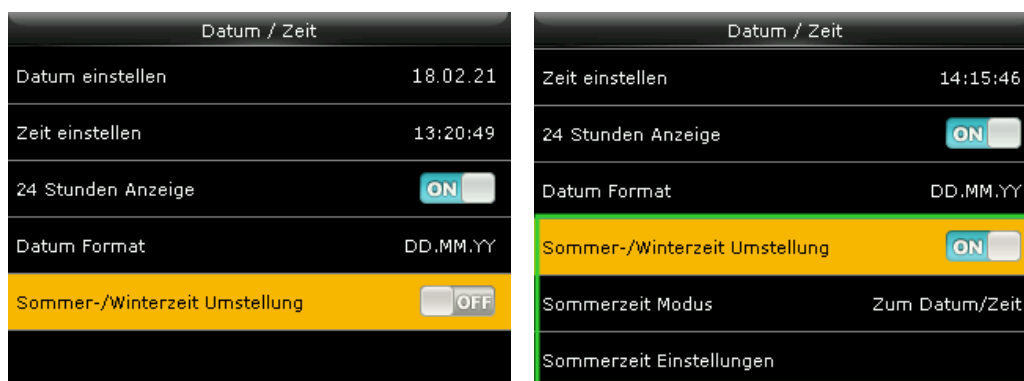 Datum / Zeit
Datum einstellen 18.02.21
Zeit einstellen 13:20:49
24 Stunden Anzeige ON
Datum Format DD.MM.YY
Sommer-/Winterzeit Umstellung OFF
Datum / Zeit
Zeit einstellen 14:15:46
24 Stunden Anzeige ON
Datum Format DD.MM.YY
Sommer-/Winterzeit Umstellung ON
Sommerzeit Modus Zum Datum/Zeit
Sommerzeit Einstellungen